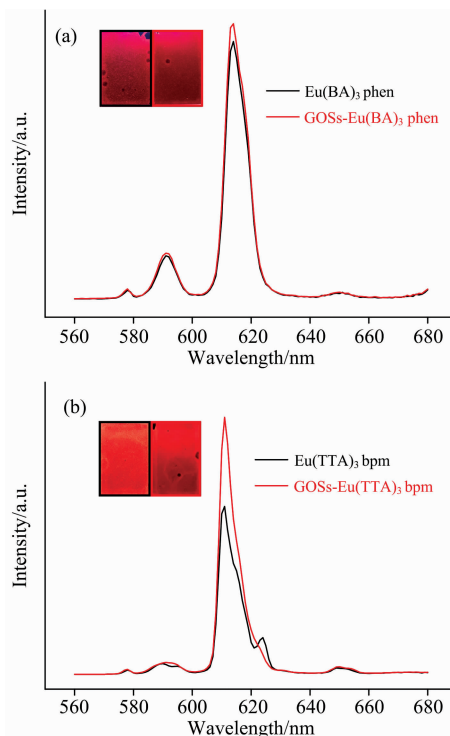 (a)
Eu(BA)₃ phen
GOSs-Eu(BA)₃ phen
Intensity/a.u.
560 580 600 620 640 660 680
Wavelength/nm
(b)
Eu(TTA)₃ bpm
GOSs-Eu(TTA)₃ bpm
Intensity/a.u.
560 580 600 620 640 660 680
Wavelength/nm